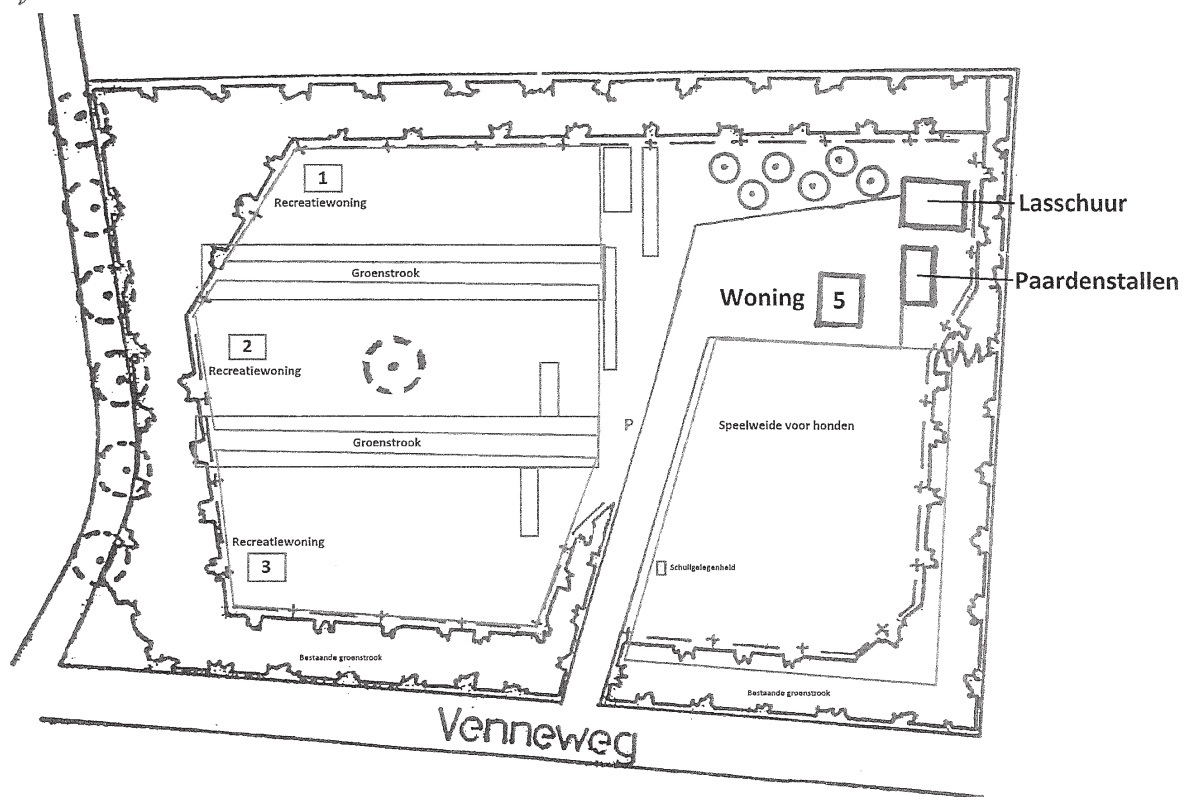 1
Recreatiewoning
Lasschuur
Groenstrook
Paardenstallen
Woning 5
2
Recreatiewoning
P
Speelweide voor honden
Groenstrook
Recreatiewoning
3
Schuilgelegenheid
Bestaande groenstrook
Bestaande groenstrook
Venneweg